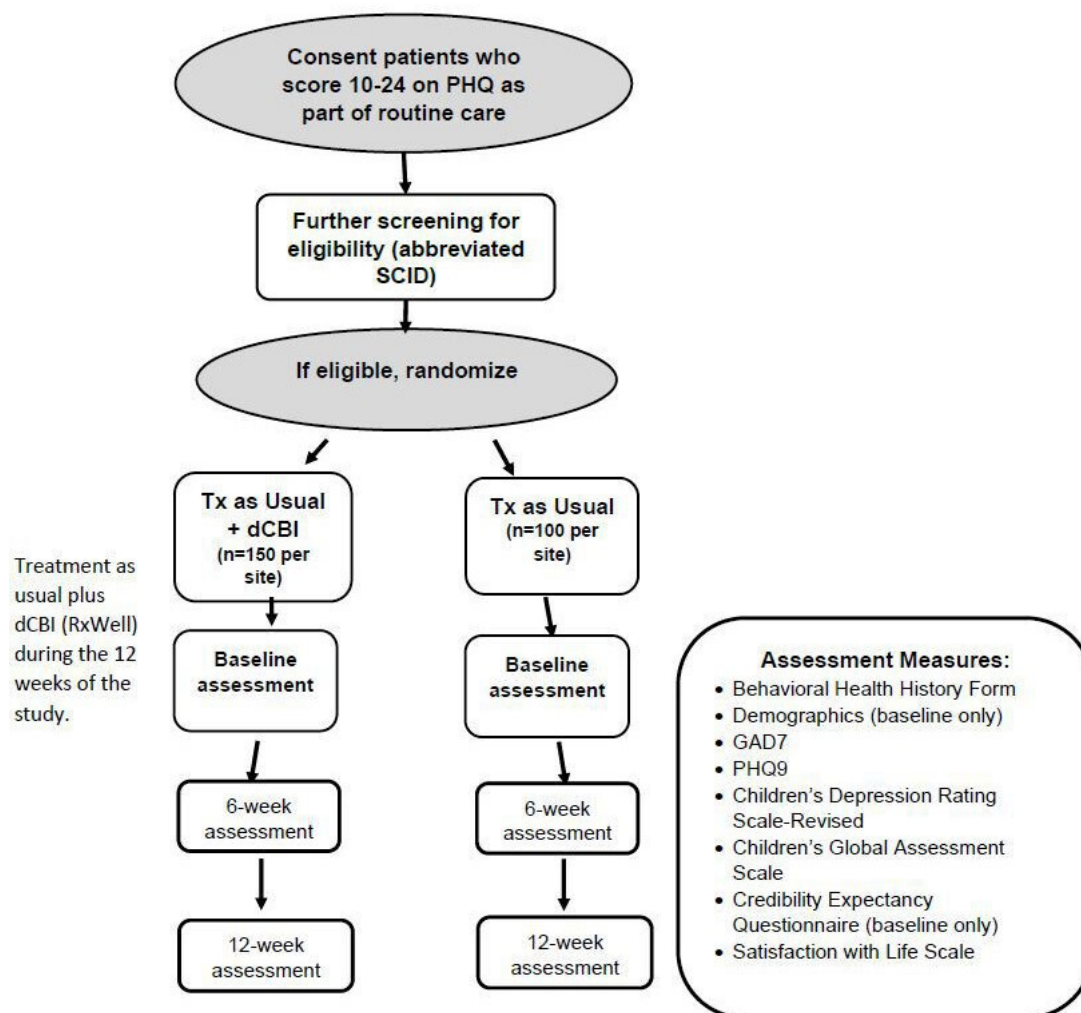 Consent patients who
score 10-24 on PHQ as
part of routine care
Further screening for
eligibility (abbreviated
SCID)
If eligible, randomize
Tx as Usual
+ dCBI
(n=150 per
site)
Tx as Usual
(n=100 per
site)
Treatment as
usual plus
dCBI (RxWell)
during the 12
weeks of the
study.
Baseline
assessment
Baseline
assessment
6-week
assessment
6-week
assessment
12-week
assessment
12-week
assessment
Assessment Measures:
• Behavioral Health History Form
• Demographics (baseline only)
• GAD7
• PHQ9
• Children's Depression Rating
Scale-Revised
• Children's Global Assessment
Scale
• Credibility Expectancy
Questionnaire (baseline only)
• Satisfaction with Life Scale